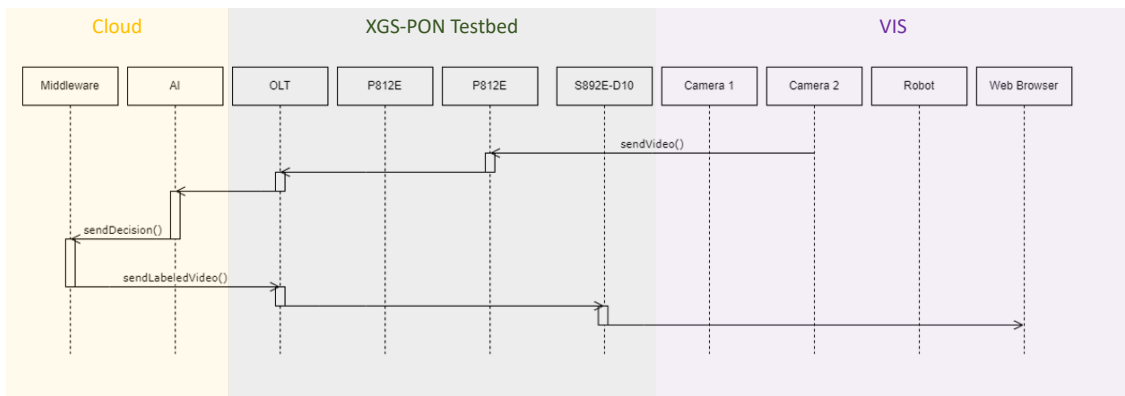 Cloud
XGS-PON Testbed
VIS
Middleware
AI
OLT
P812E
P812E
S892E-D10
Camera 1
Camera 2
Robot
Web Browser
sendVideo()
sendDecision()
sendLabeledVideo()